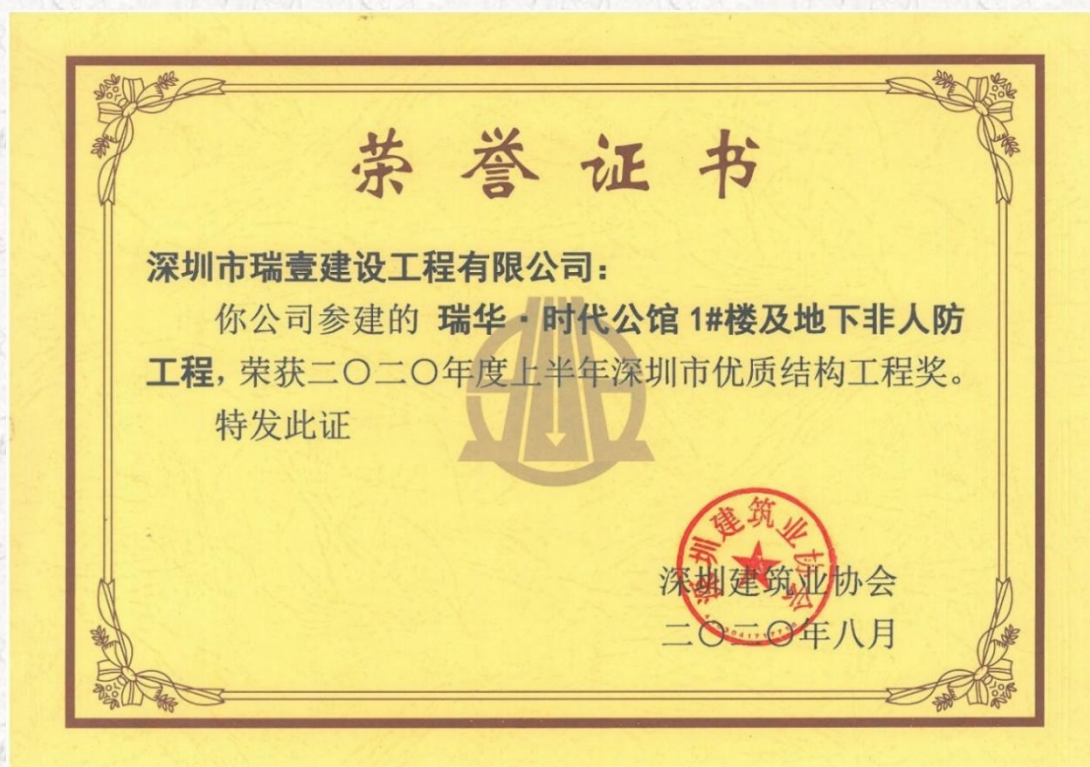 荣誉证书
深圳市瑞壹建设工程有限公司：
你公司参建的 瑞华·时代公馆1#楼及地下非人防
工程，荣获二〇二〇年度上半年深圳市优质结构工程奖。
特发此证
深圳建筑业协会
深圳建筑业协会
二〇二〇年八月